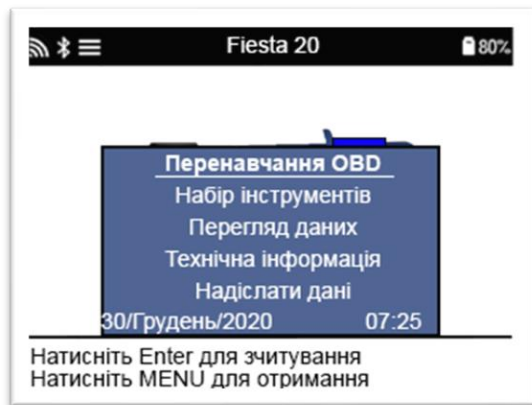 Fiesta 20 80%
Перенавчання OBD
Набір інструментів
Перегляд даних
Технічна інформація
Надіслати дані
30/Грудень/2020 07:25
Натисніть Enter для зчитування
Натисніть MENU для отримання